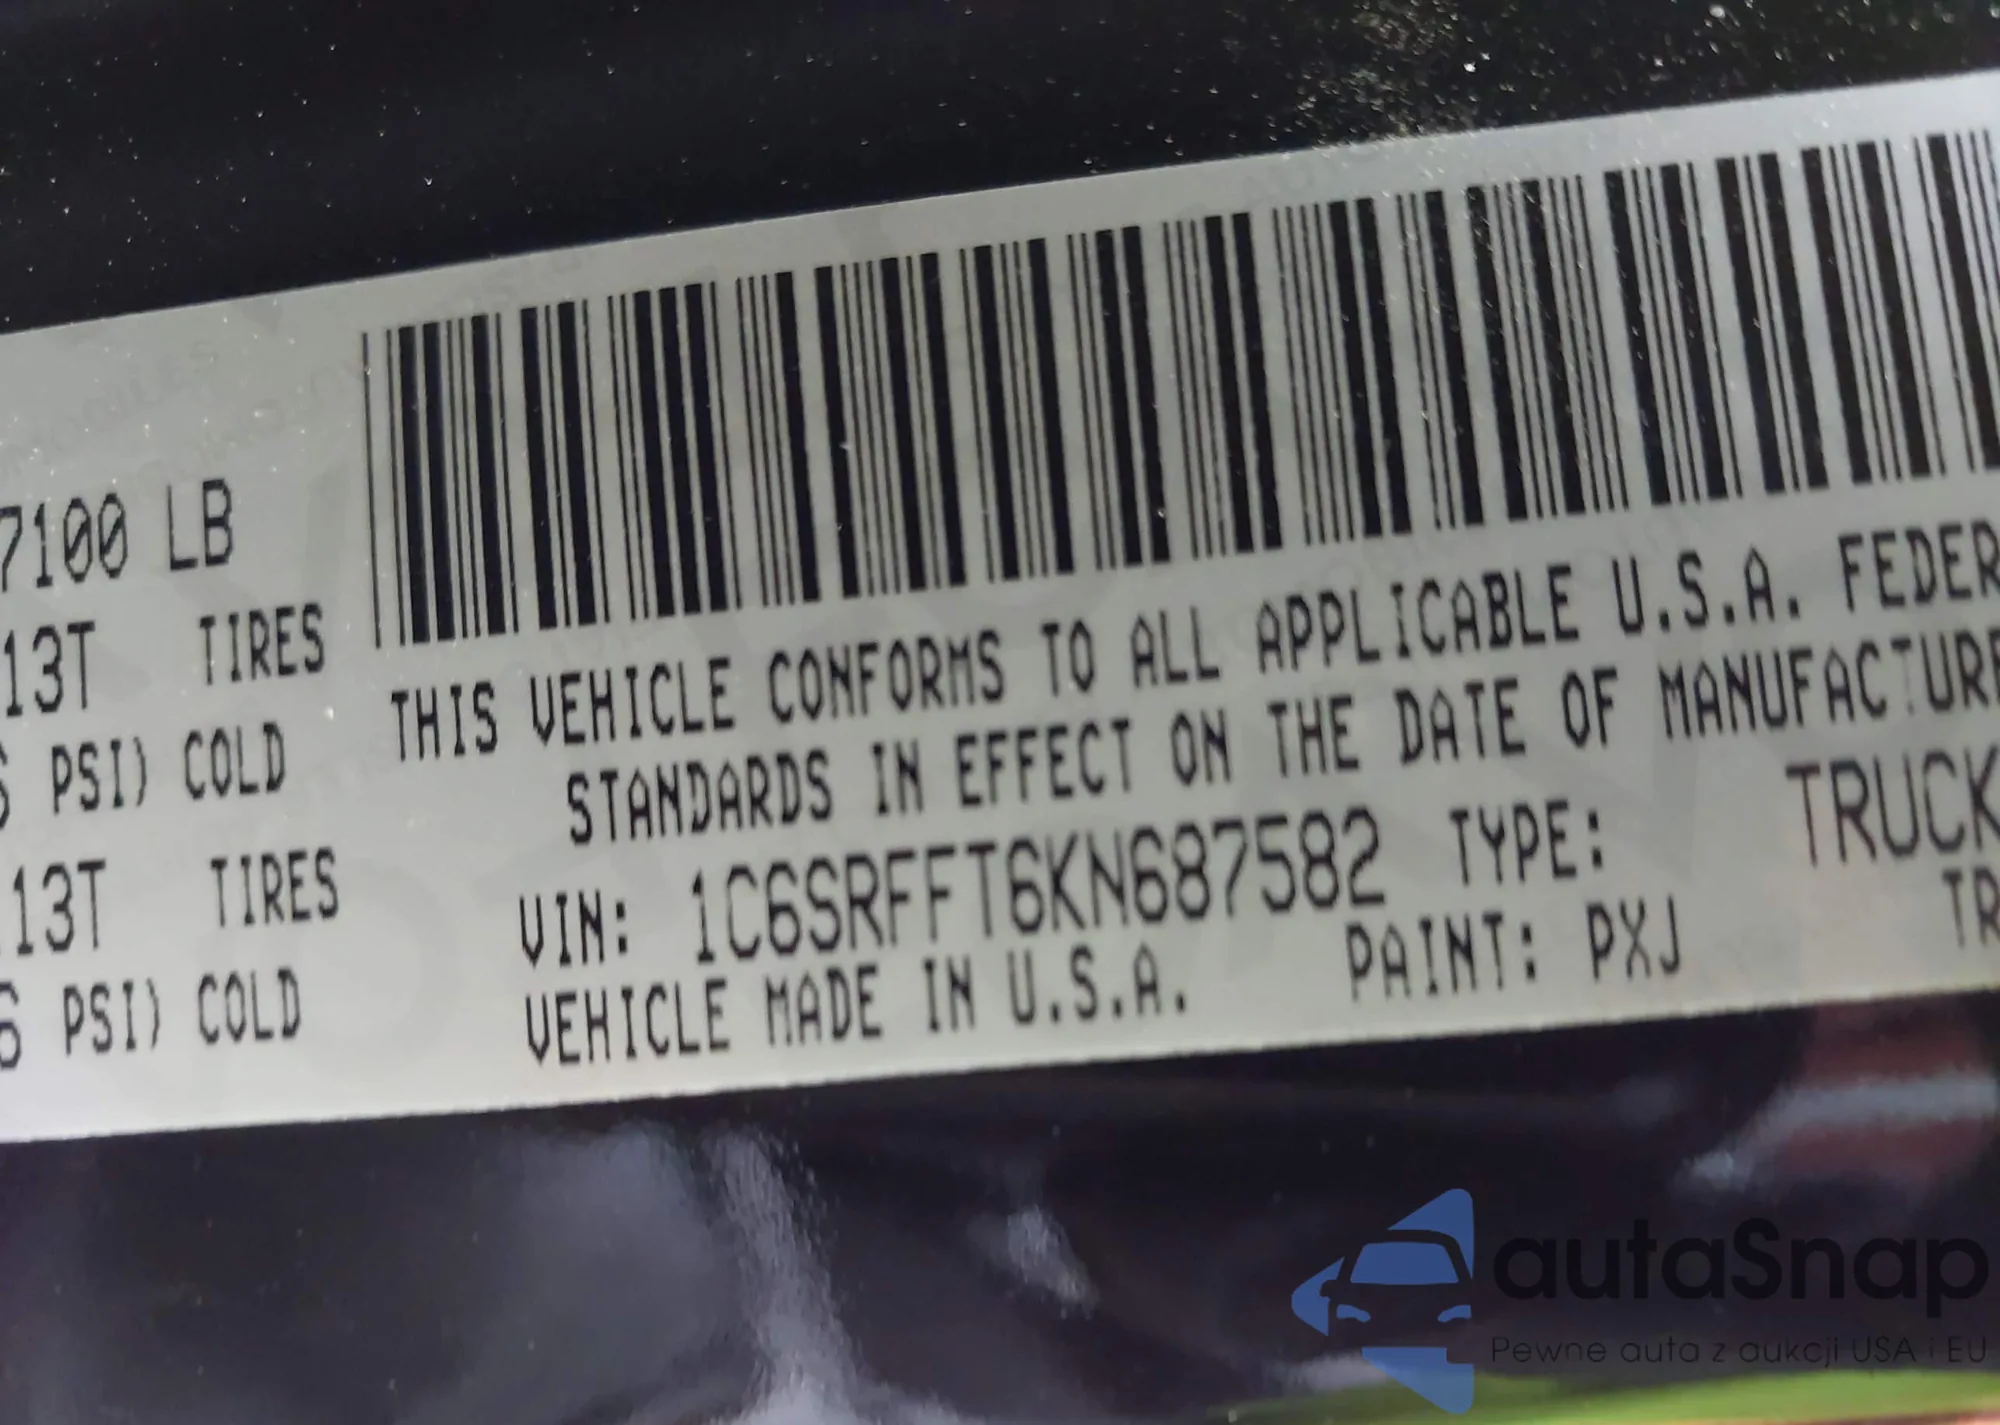 7100 LB
13T TIRES
PSI) COLD
13T TIRES
6 PSI) COLD
THIS VEHICLE CONFORMS TO ALL APPLICABLE U.S.A. FEDER
STANDARDS IN EFFECT ON THE DATE OF MANUFACTURE
VIN: 1C6SRFFT6KN687582 TYPE: TRUCK
VEHICLE MADE IN U.S.A. PAINT: PXJ TR
autaSnap
Pewne auta z aukcji USA i EU